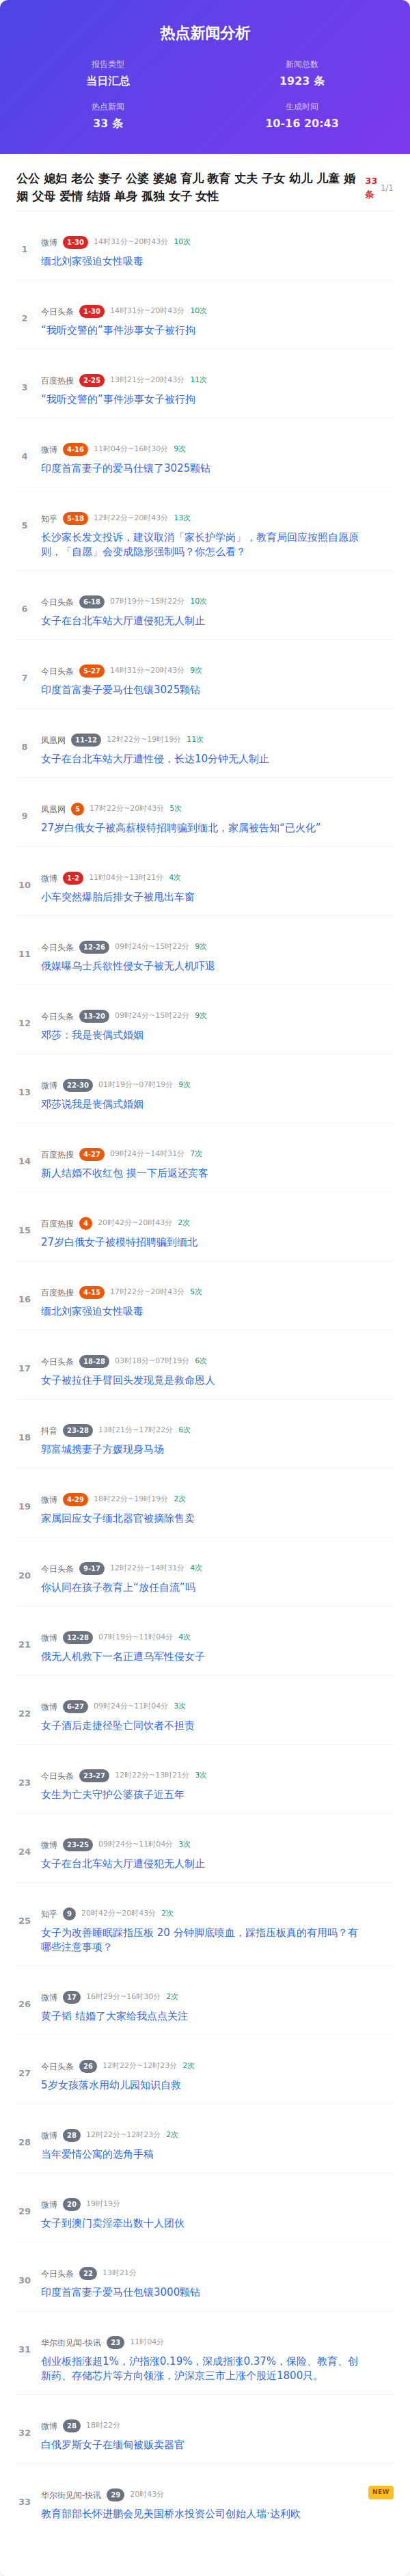 热点新闻分析
报告类型
当日汇总
新闻总数
1923 条
热点新闻
33 条
生成时间
10-16 20:43
公公 媳妇 老公 妻子 公婆 婆媳 育儿 教育 丈夫 子女 幼儿 儿童 婚
姻 父母 爱情 结婚 单身 孤独 女子 女性
33
条
1/1
1
微博 1-30 14时31分~20时43分 10次
缅北刘家强迫女性吸毒
2
今日头条 1-30 14时31分~20时43分 10次
“我听交警的”事件涉事女子被行拘
3
百度热搜 2-25 13时21分~20时43分 11次
“我听交警的”事件涉事女子被行拘
4
微博 4-16 11时04分~16时30分 9次
印度首富妻子的爱马仕镶了3025颗钻
5
知乎 5-18 12时22分~20时43分 13次
长沙家长发文投诉，建议取消「家长护学岗」，教育局回应按照自愿原
则，「自愿」会变成隐形强制吗？你怎么看？
6
今日头条 6-18 07时19分~15时22分 10次
女子在台北车站大厅遭侵犯无人制止
7
今日头条 5-27 14时31分~20时43分 9次
印度首富妻子爱马仕包镶3025颗钻
8
凤凰网 11-12 12时22分~19时19分 11次
女子在台北车站大厅遭性侵，长达10分钟无人制止
9
凤凰网 5 17时22分~20时43分 5次
27岁白俄女子被高薪模特招聘骗到缅北，家属被告知“已火化”
10
微博 1-2 11时04分~13时21分 4次
小车突然爆胎后排女子被甩出车窗
11
今日头条 12-26 09时24分~15时22分 9次
俄媒曝乌士兵欲性侵女子被无人机吓退
12
今日头条 13-20 09时24分~15时22分 9次
邓莎：我是丧偶式婚姻
13
微博 22-30 01时19分~07时19分 9次
邓莎说我是丧偶式婚姻
14
百度热搜 4-27 09时24分~14时31分 7次
新人结婚不收红包 摸一下后返还宾客
15
百度热搜 4 20时42分~20时43分 2次
27岁白俄女子被模特招聘骗到缅北
16
百度热搜 4-15 17时22分~20时43分 5次
缅北刘家强迫女性吸毒
17
今日头条 18-28 03时18分~07时19分 6次
女子被拉住手臂回头发现竟是救命恩人
18
抖音 23-28 13时21分~17时22分 6次
郭富城携妻子方媛现身马场
19
微博 4-29 18时22分~19时19分 2次
家属回应女子缅北器官被摘除售卖
20
今日头条 9-17 12时22分~14时31分 4次
你认同在孩子教育上“放任自流”吗
21
微博 12-28 07时19分~11时04分 4次
俄无人机救下一名正遭乌军性侵女子
22
微博 6-27 09时24分~11时04分 3次
女子酒后走捷径坠亡同饮者不担责
23
今日头条 23-27 12时22分~13时21分 3次
女生为亡夫守护公婆孩子近五年
24
微博 23-25 09时24分~11时04分 3次
女子在台北车站大厅遭侵犯无人制止
25
知乎 9 20时42分~20时43分 2次
女子为改善睡眠踩指压板 20 分钟脚底喷血，踩指压板真的有用吗？有
哪些注意事项？
26
微博 17 16时29分~16时30分 2次
黄子韬 结婚了大家给我点点关注
27
今日头条 26 12时22分~12时23分 2次
5岁女孩落水用幼儿园知识自救
28
微博 28 12时22分~12时23分 2次
当年爱情公寓的选角手稿
29
微博 20 19时19分
女子到澳门卖淫牵出数十人团伙
30
今日头条 22 13时21分
印度首富妻子爱马仕包镶3000颗钻
31
华尔街见闻-快讯 23 11时04分
创业板指涨超1%，沪指涨0.19%，深成指涨0.37%，保险、教育、创
新药、存储芯片等方向领涨，沪深京三市上涨个股近1800只。
32
微博 28 18时22分
白俄罗斯女子在缅甸被贩卖器官
33
华尔街见闻-快讯 29 20时43分
NEW
教育部部长怀进鹏会见美国桥水投资公司创始人瑞·达利欧